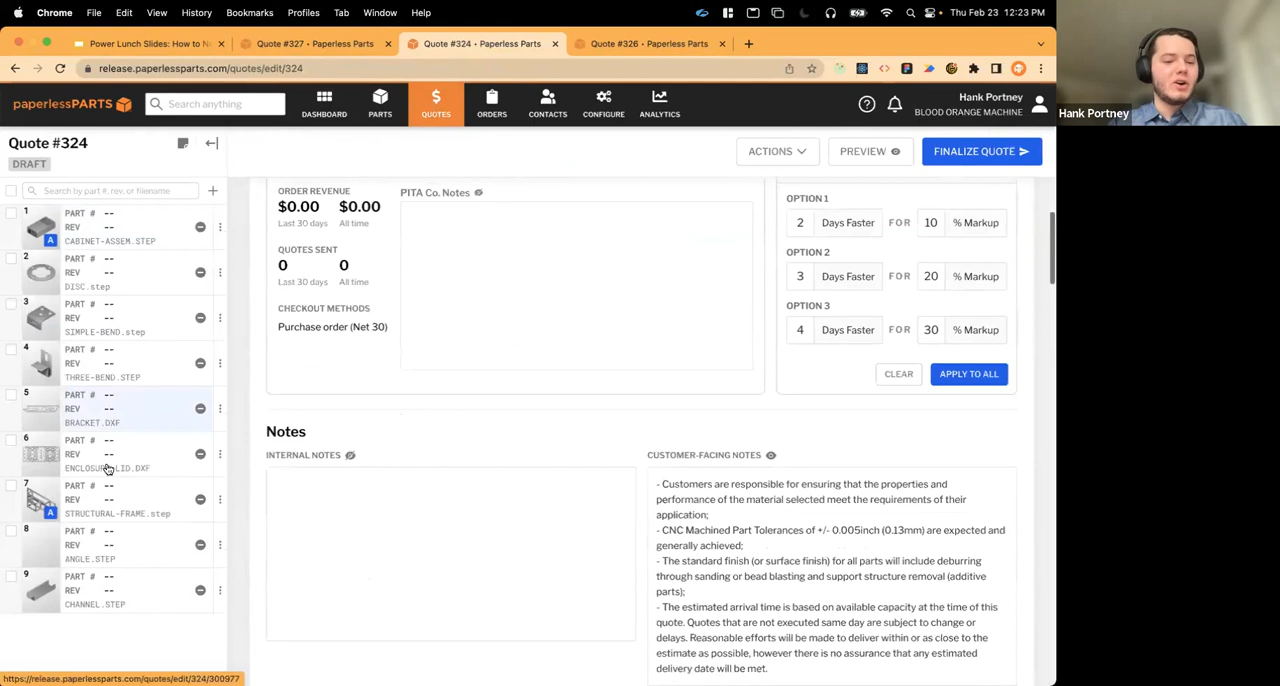 Chrome File Edit View History Bookmarks Profiles Tab Window Help Thu Feb 23 12:23 PM
Power Lunch Slides: How to N Quote #327 • Paperless Parts Quote #324 • Paperless Parts Quote #326 • Paperless Parts
release.paperlessparts.com/quotes/edit/324
paperlessPARTS Search anything DASHBOARD PARTS QUOTES ORDERS CONTACTS CONFIGURE ANALYTICS
Hank Portney
BLOOD ORANGE MACHINE
Hank Portney
Quote #324
DRAFT
ACTIONS PREVIEW FINALIZE QUOTE
Search by part #, rev, or filename
1 PART # --
REV --
A CABINET-ASSEM.STEP
2 PART # --
REV --
DISC.step
3 PART # --
REV --
SIMPLE-BEND.step
4 PART # --
REV --
THREE-BEND.STEP
5 PART # --
REV --
BRACKET.DXF
6 PART # --
REV --
ENCLOSURE-LID.DXF
7 PART # --
REV --
A STRUCTURAL-FRAME.step
8 PART # --
REV --
ANGLE.STEP
9 PART # --
REV --
CHANNEL.STEP
ORDER REVENUE
$0.00 $0.00
Last 30 days All time
QUOTES SENT
0 0
Last 30 days All time
CHECKOUT METHODS
Purchase order (Net 30)
PITA Co. Notes
OPTION 1
2 Days Faster FOR 10 % Markup
OPTION 2
3 Days Faster FOR 20 % Markup
OPTION 3
4 Days Faster FOR 30 % Markup
CLEAR APPLY TO ALL
Notes
INTERNAL NOTES
CUSTOMER-FACING NOTES
- Customers are responsible for ensuring that the properties and
performance of the material selected meet the requirements of their
application;
- CNC Machined Part Tolerances of +/- 0.005inch (0.13mm) are expected and
generally achieved;
- The standard finish (or surface finish) for all parts will include deburring
through sanding or bead blasting and support structure removal (additive
parts);
- The estimated arrival time is based on available capacity at the time of this
quote. Quotes that are not executed same day are subject to change or
delays. Reasonable efforts will be made to deliver within or as close to the
estimate as possible, however there is no assurance that any estimated
delivery date will be met.
https://release.paperlessparts.com/quotes/edit/324/300977